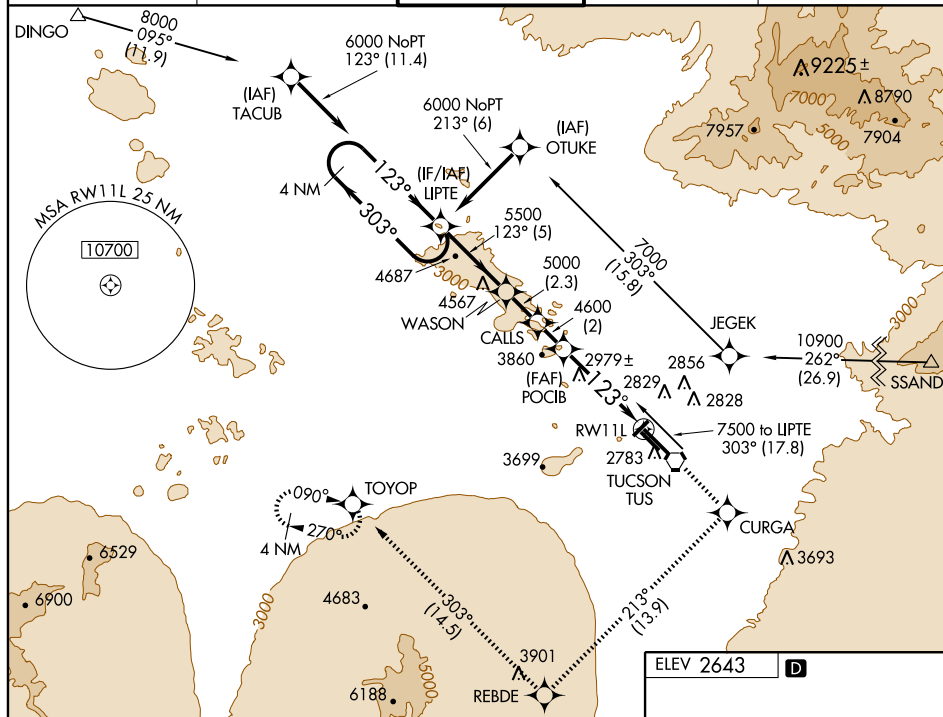 DINGO
8000
095°
(11.9)
(IAF)
TACUB
6000 NoPT
123° (11.4)
6000 NoPT
213° (6)
(IAF)
OTUKE
9225±
8790
7000
7957
7904
5000
4 NM
123°
303°
(IF/IAF)
LIPTE
MSA RW11L 25 NM
10700
5500
123° (5)
4687
3000
4567
WASON
5000
(2.3)
CALLS
4600
(2)
3860
(FAF)
POCIB
2979±
123°
7000
303°
(15.8)
JEGEK
10900
262°
(26.9)
SSAND
3000
2856
2829
2828
RW11L
7500 to LIPTE
303° (17.8)
2783
TUCSON
TUS
3699
TOYOP
090°
270°
4 NM
CURGA
3693
6529
6900
3000
4683
303°
(14.5)
213°
(13.9)
3901
REBDE
5000
6188
ELEV 2643
D